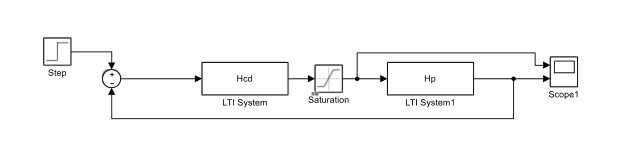 Step
+
−
Hcd
LTI System
Saturation
Hp
LTI System1
Scope1